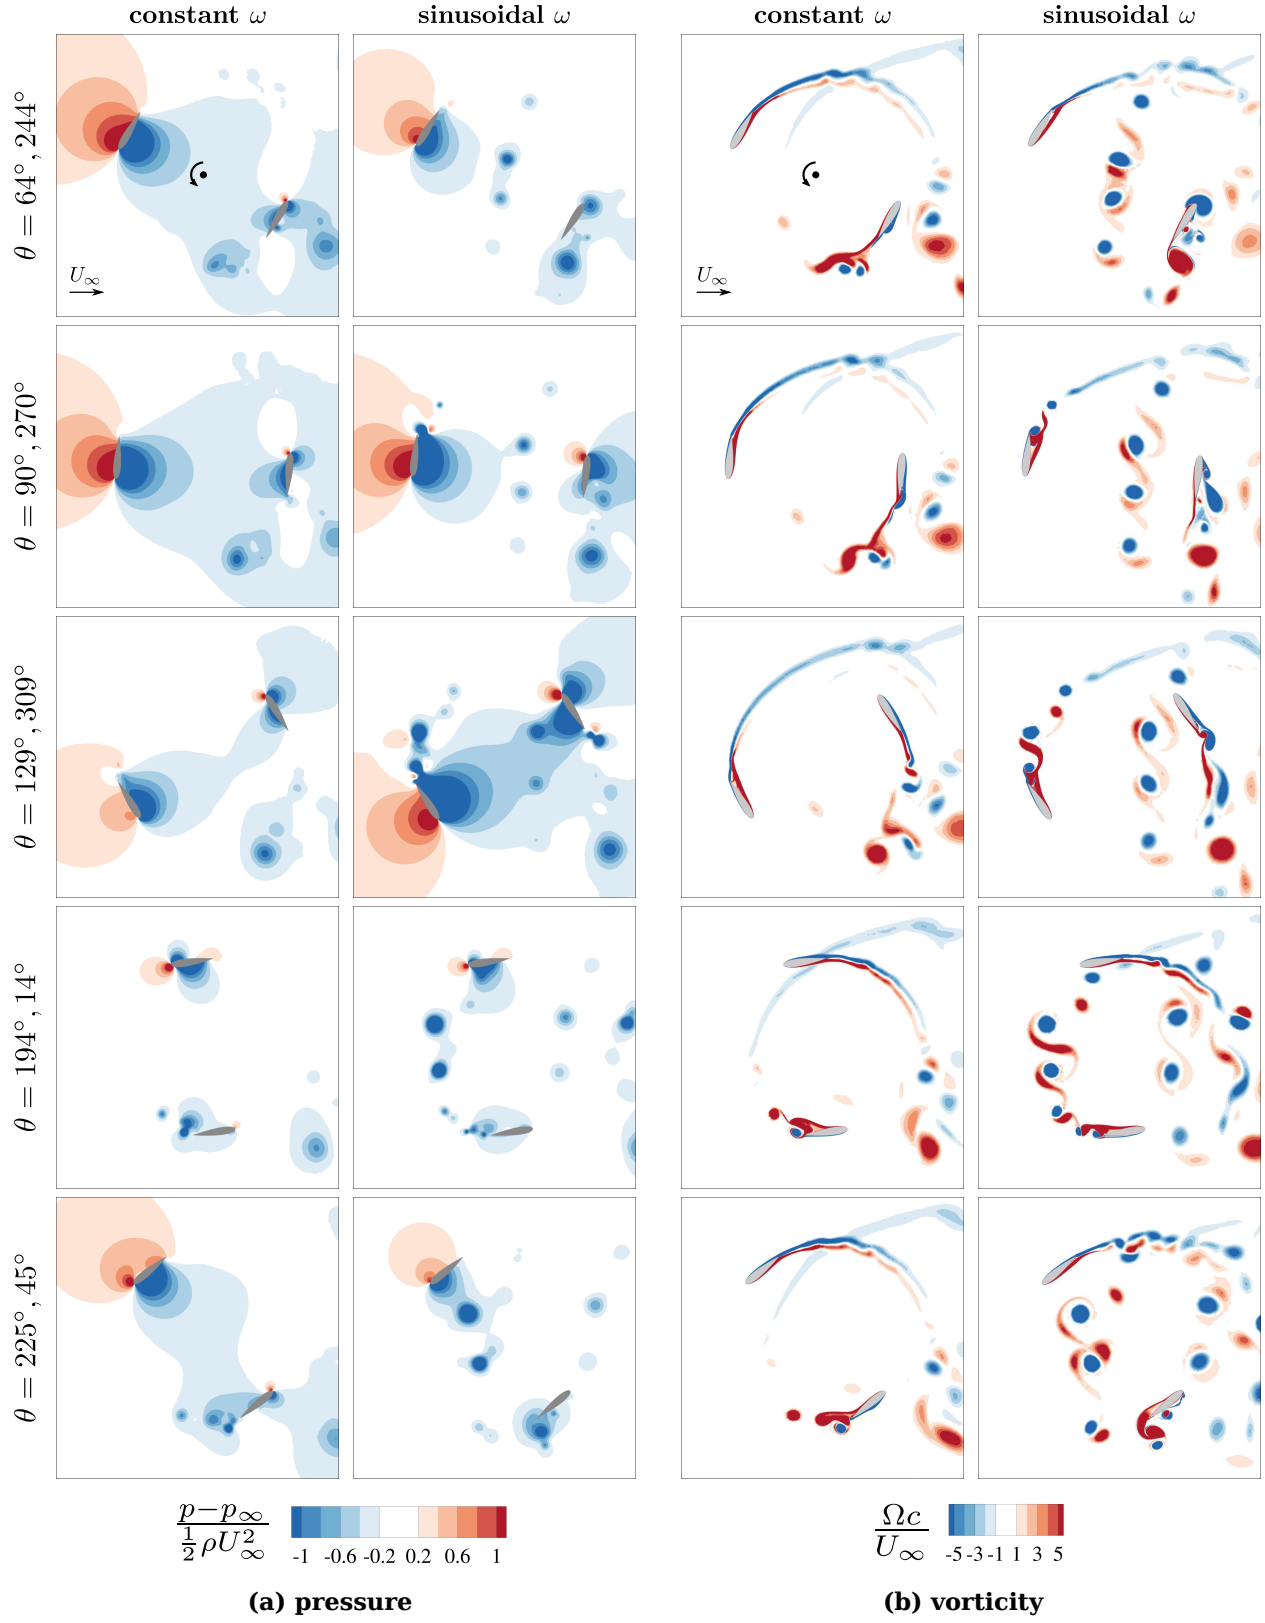 constant ω sinusoidal ω constant ω sinusoidal ω
θ = 64°, 244°
U∞ U∞
θ = 90°, 270°
θ = 129°, 309°
θ = 194°, 14°
θ = 225°, 45°
p−p∞
½ρU∞²
-1 -0.6 -0.2 0.2 0.6 1
Ωc
U∞
-5 -3 -1 1 3 5
(a) pressure (b) vorticity